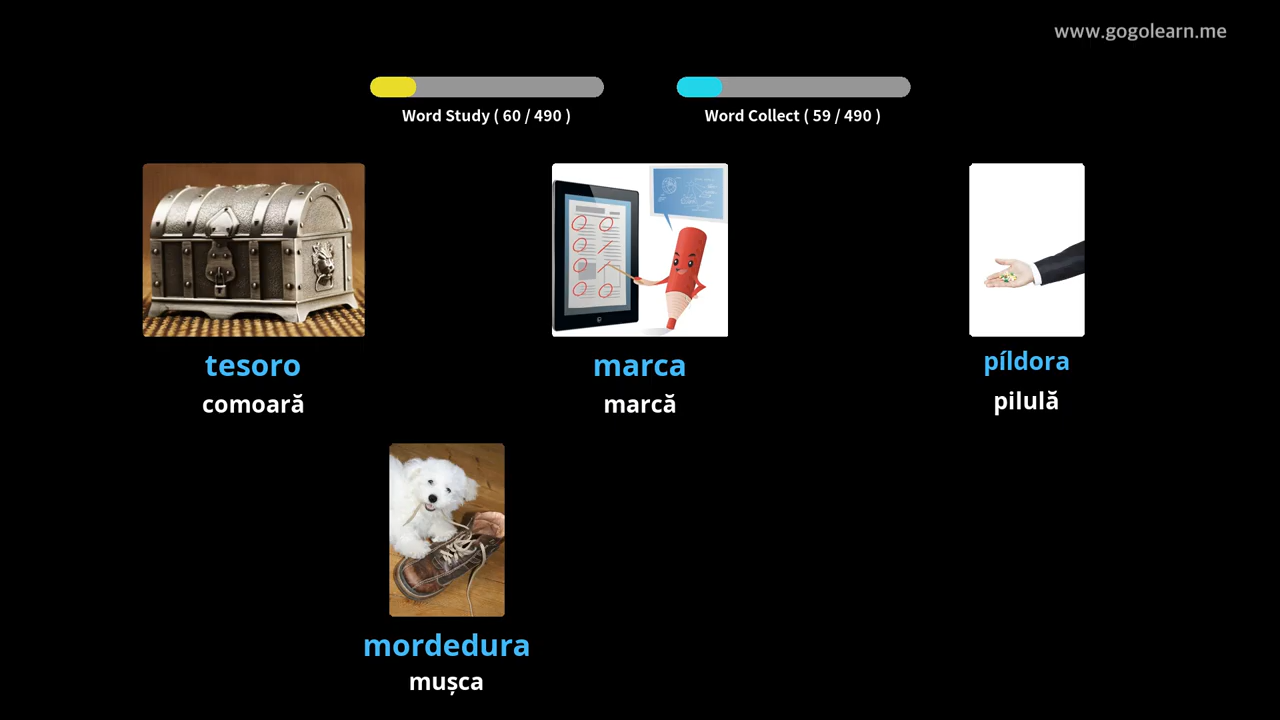 www.gogolearn.me
Word Study ( 60 / 490 )
Word Collect ( 59 / 490 )
tesoro
marca
píldora
comoară
marcă
pilulă
mordedura
mușca